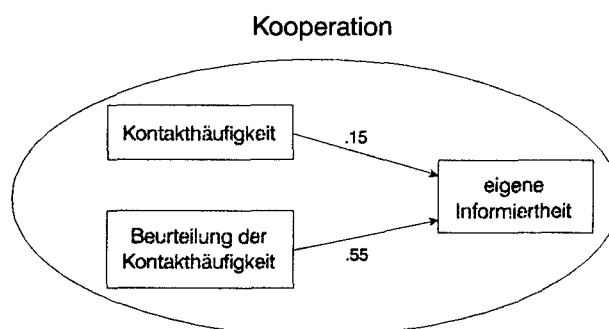 Kooperation
Kontakthäufigkeit
.15
eigene
Informiertheit
Beurteilung der
Kontakthäufigkeit
.55